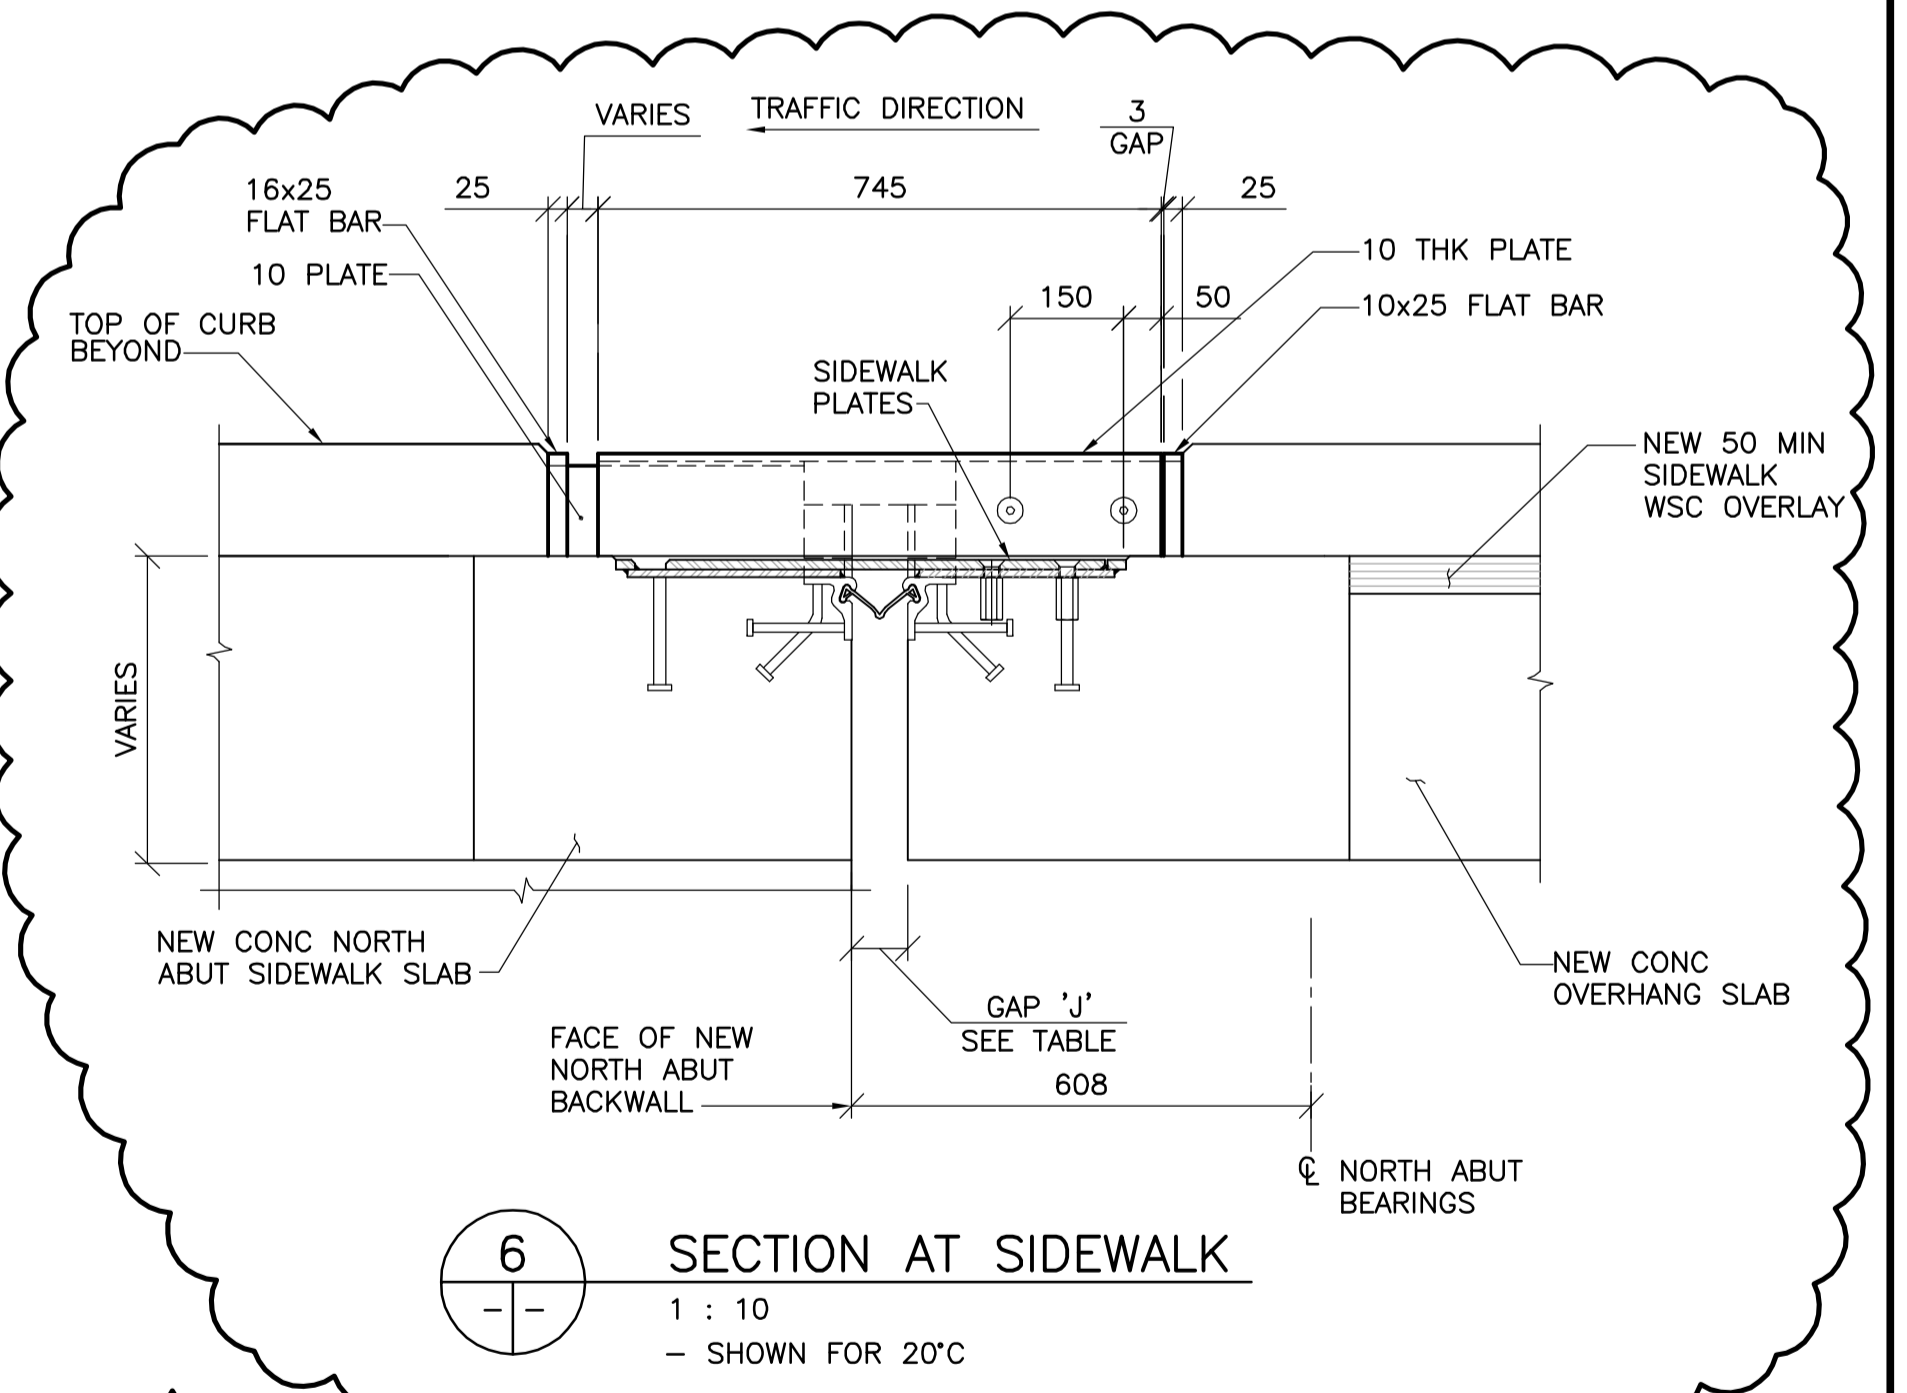 VARIES
TRAFFIC DIRECTION
3
GAP
16x25
FLAT BAR
25
745
25
10 PLATE
10 THK PLATE
150
50
10x25 FLAT BAR
TOP OF CURB
BEYOND
SIDEWALK
PLATES
NEW 50 MIN
SIDEWALK
WSC OVERLAY
VARIES
NEW CONC NORTH
ABUT SIDEWALK SLAB
NEW CONC
OVERHANG SLAB
GAP 'J'
SEE TABLE
FACE OF NEW
NORTH ABUT
BACKWALL
608
℄ NORTH ABUT
BEARINGS
6
- -
SECTION AT SIDEWALK
1 : 10
- SHOWN FOR 20°C